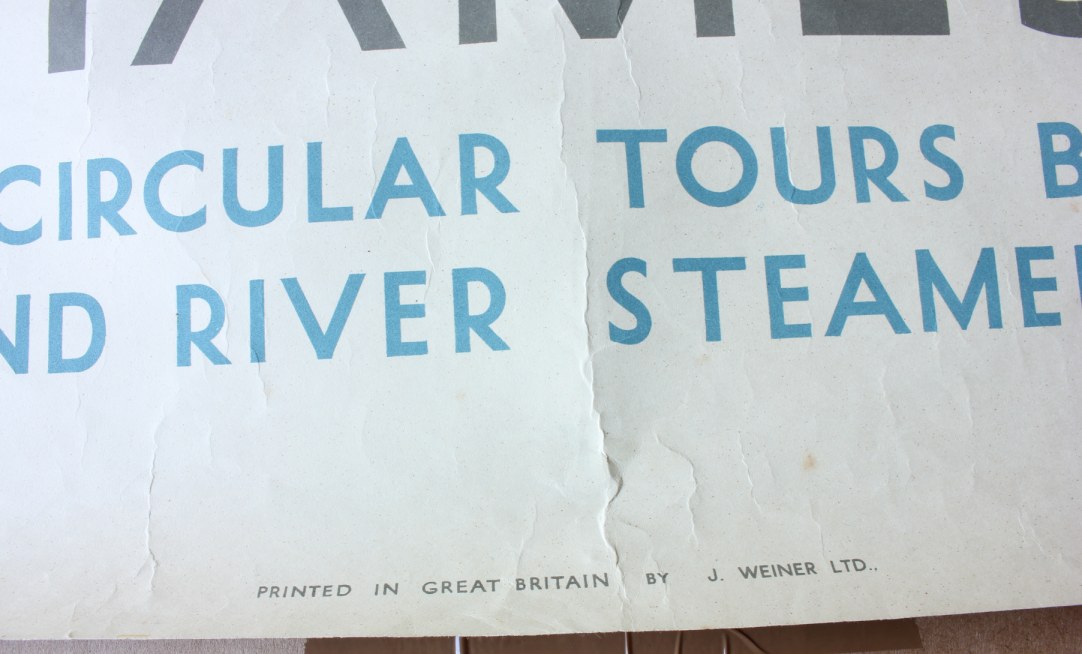 CIRCULAR TOURS B
ND RIVER STEAME
PRINTED IN GREAT BRITAIN BY J. WEINER LTD.,